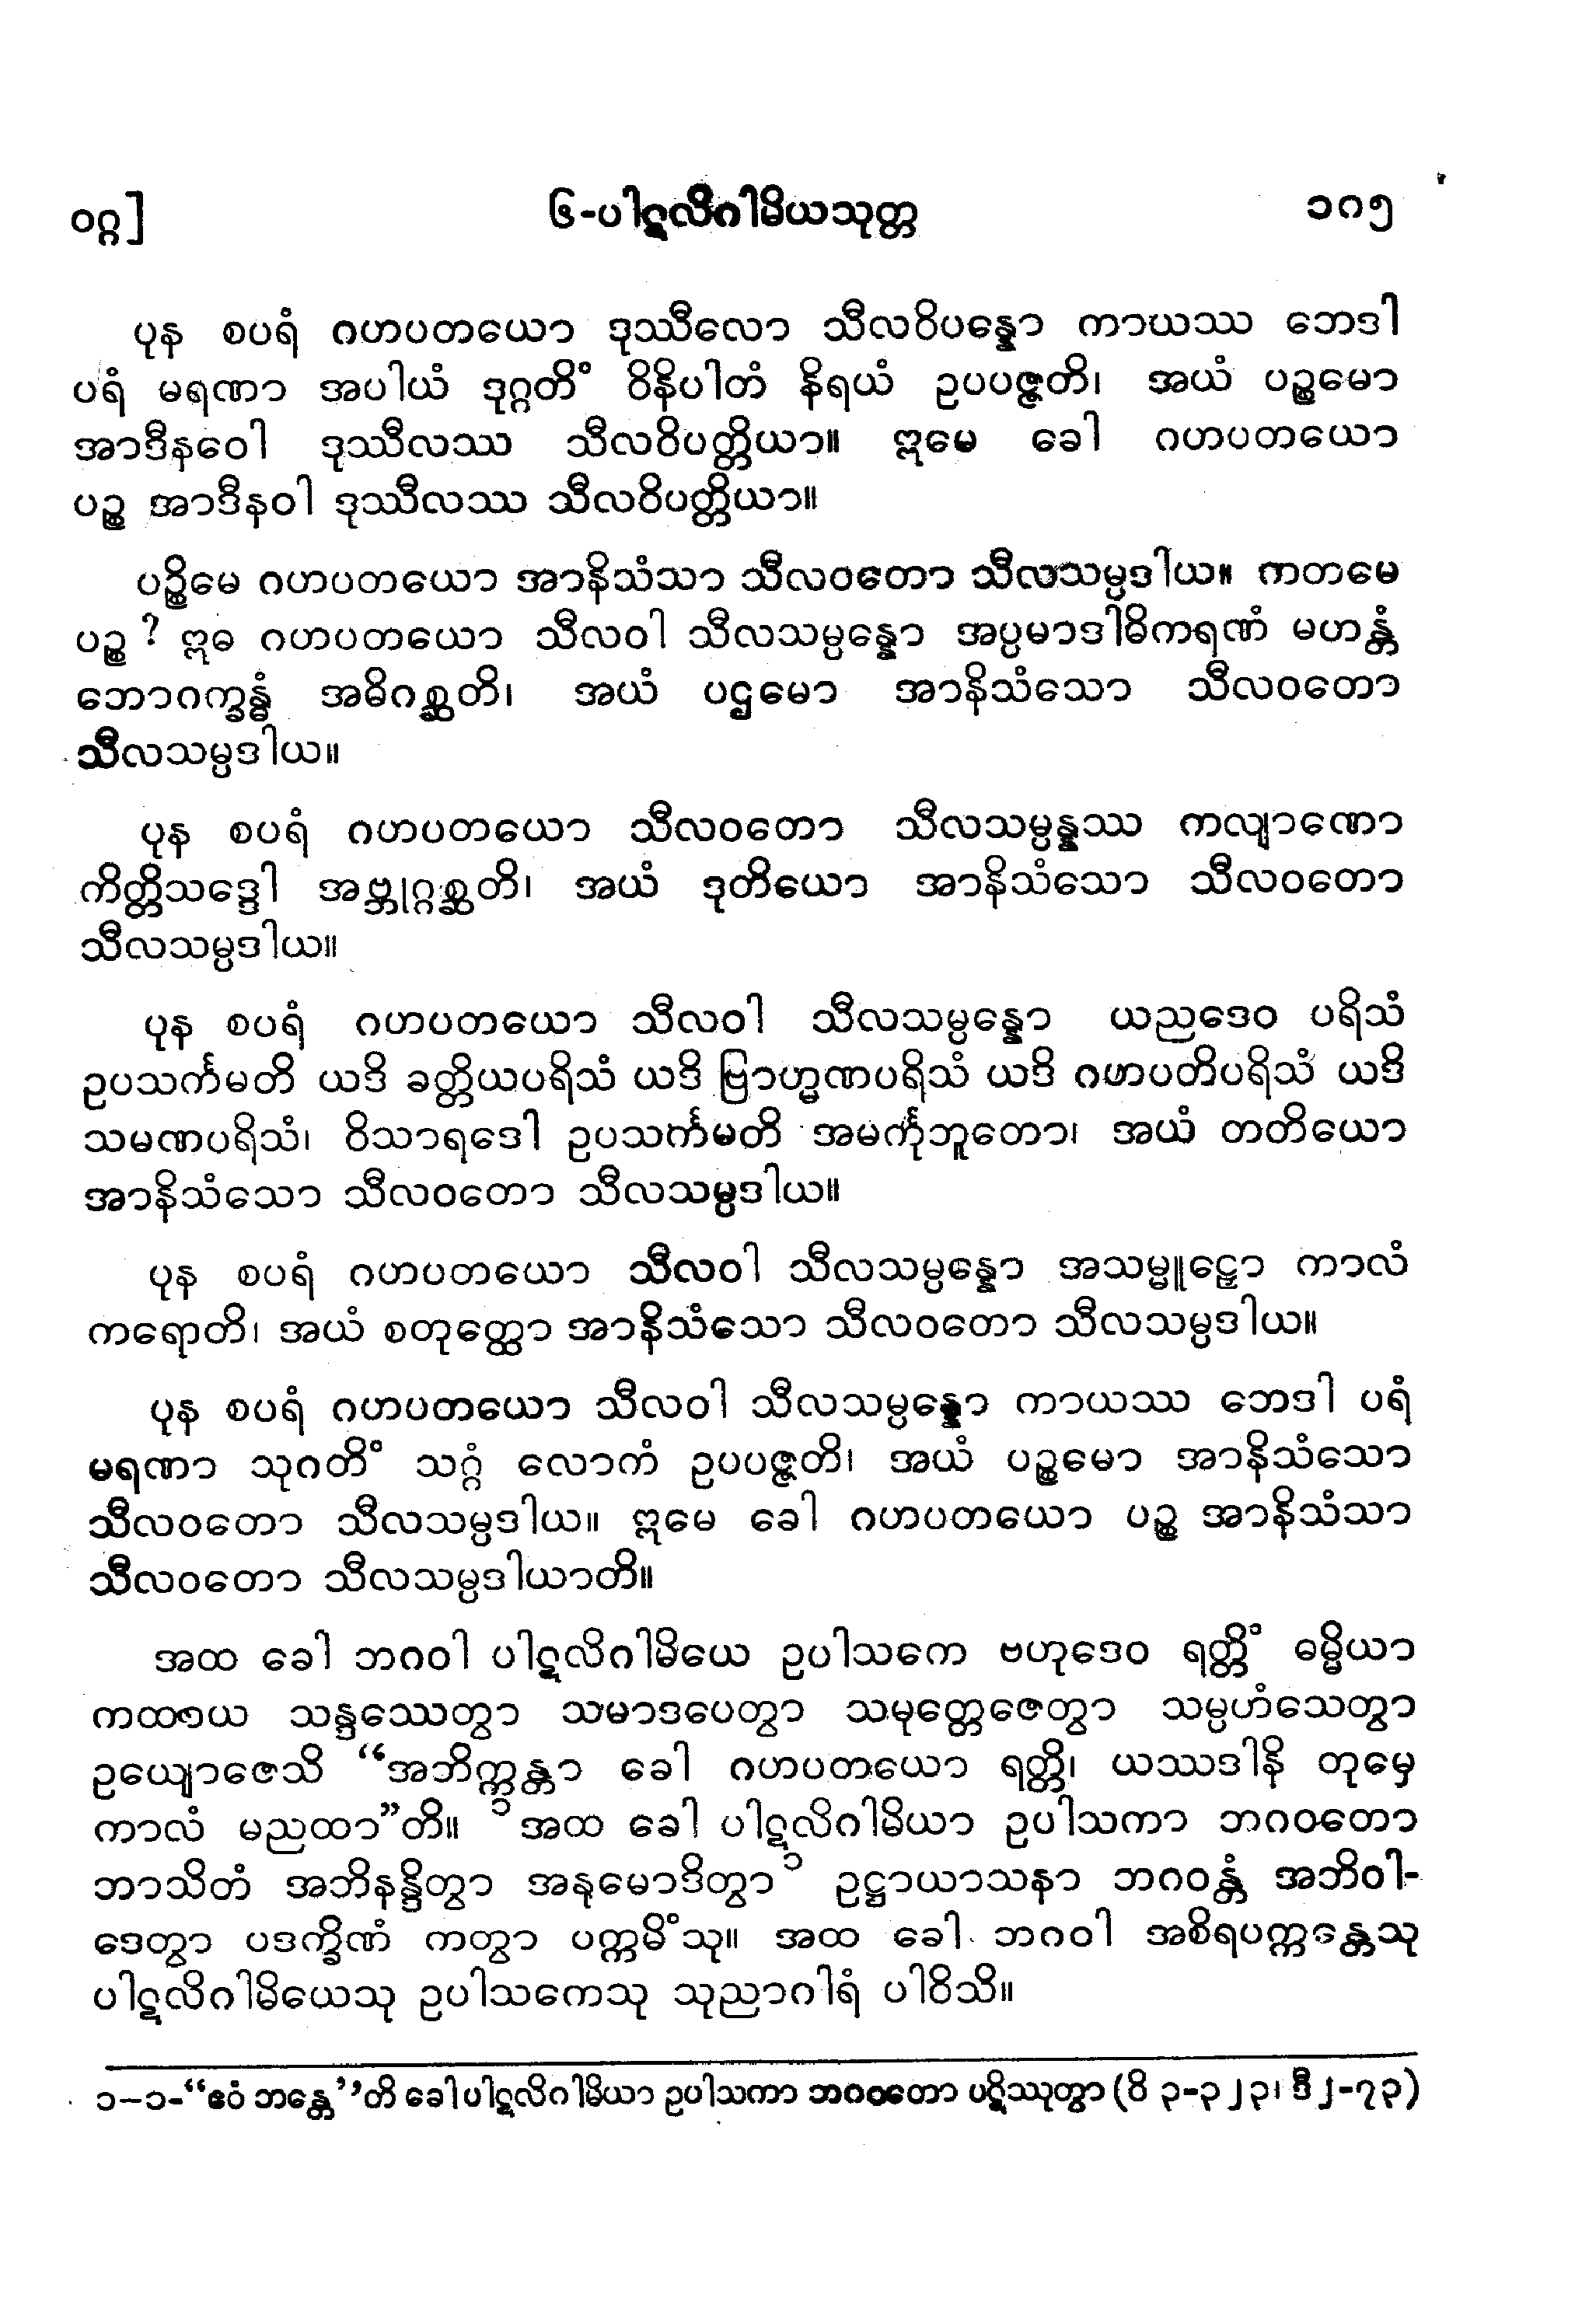 ဝဂ္ဂ]
၆-ပါဋလိဂါမိယသုတ္တ
၁ဂ၅
ပုန စပရံ ဂဟပတယော ဒုဿီလော သီလဝိပန္နော ကာယဿ ဘေဒါ
ပရံ မရဏာ အပါယံ ဒုဂ္ဂတိံ ဝိနိပါတံ နိရယံ ဥပပဇ္ဇတိ၊ အယံ ပဉ္စမော
အာဒီနဝေါ ဒုဿီလဿ သီလဝိပတ္တိယာ။ ဣမေ ခေါ ဂဟပတယော
ပဉ္စ အာဒီနဝါ ဒုဿီလဿ သီလဝိပတ္တိယာ။
ပဉ္စိမေ ဂဟပတယော အာနိသံသာ သီလဝတော သီလသမ္ပဒါယ။ ကတမေ
ပဉ္စ ? ဣဓ ဂဟပတယော သီလဝါ သီလသမ္ပန္နော အပ္ပမာဒါဓိကရဏံ မဟန္တံ
ဘောဂက္ခန္ဓံ အဓိဂစ္ဆတိ၊ အယံ ပဌမော အာနိသံသော သီလဝတော
သီလသမ္ပဒါယ။
ပုန စပရံ ဂဟပတယော သီလဝတော သီလသမ္ပန္နဿ ကလျာဏော
ကိတ္တိသဒ္ဒေါ အဗ္ဘုဂ္ဂစ္ဆတိ၊ အယံ ဒုတိယော အာနိသံသော သီလဝတော
သီလသမ္ပဒါယ။
ပုန စပရံ ဂဟပတယော သီလဝါ သီလသမ္ပန္နော ယညဒေဝ ပရိသံ
ဥပသင်္ကမတိ ယဒိ ခတ္တိယပရိသံ ယဒိ ဗြာဟ္မဏပရိသံ ယဒိ ဂဟပတိပရိသံ ယဒိ
သမဏပရိသံ၊ ဝိသာရဒေါ ဥပသင်္ကမတိ အမင်္ကုဘူတော၊ အယံ တတိယော
အာနိသံသော သီလဝတော သီလသမ္ပဒါယ။
ပုန စပရံ ဂဟပတယော သီလဝါ သီလသမ္ပန္နော အသမ္မူဠှော ကာလံ
ကရောတိ၊ အယံ စတုတ္ထော အာနိသံသော သီလဝတော သီလသမ္ပဒါယ။
ပုန စပရံ ဂဟပတယော သီလဝါ သီလသမ္ပန္နော ကာယဿ ဘေဒါ ပရံ
မရဏာ သုဂတိံ သဂ္ဂံ လောကံ ဥပပဇ္ဇတိ၊ အယံ ပဉ္စမော အာနိသံသော
သီလဝတော သီလသမ္ပဒါယ။ ဣမေ ခေါ ဂဟပတယော ပဉ္စ အာနိသံသာ
သီလဝတော သီလသမ္ပဒါယာတိ။
အထ ခေါ ဘဂဝါ ပါဋလိဂါမိယေ ဥပါသကေ ဗဟုဒေဝ ရတ္တိံ ဓမ္မိယာ
ကထာယ သန္ဒဿေတွာ သမာဒပေတွာ သမုတ္တေဇေတွာ သမ္ပဟံသေတွာ
ဥယျောဇေသိ “အဘိက္ကန္တာ ခေါ ဂဟပတယော ရတ္တိ၊ ယဿဒါနိ တုမှေ
ကာလံ မညထာ”တိ။ ၁အထ ခေါ ပါဋလိဂါမိယာ ဥပါသကာ ဘဂဝတော
ဘာသိတံ အဘိနန္ဒိတွာ အနုမောဒိတွာ၁ ဥဋ္ဌာယာသနာ ဘဂဝန္တံ အဘိဝါ-
ဒေတွာ ပဒက္ခိဏံ ကတွာ ပက္ကမိံသု။ အထ ခေါ ဘဂဝါ အစိရပက္ကန္တေသု
ပါဋလိဂါမိယေသု ဥပါသကေသု သုညာဂါရံ ပါဝိသိ။
၁–၁-“ဧဝံ ဘန္တေ”တိ ခေါ ပါဋလိဂါမိယာ ဥပါသကာ ဘဂဝတော ပဋိဿုတွာ (ဝိ ၃-၃၂၃၊ ဒီ၂-၇၃)